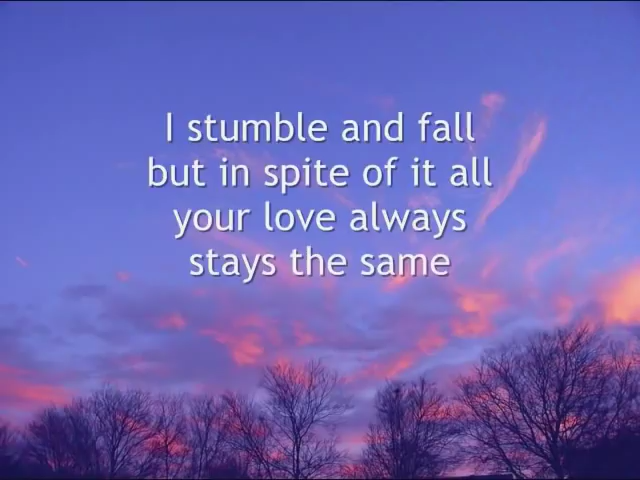 I stumble and fall
but in spite of it all
your love always
stays the same